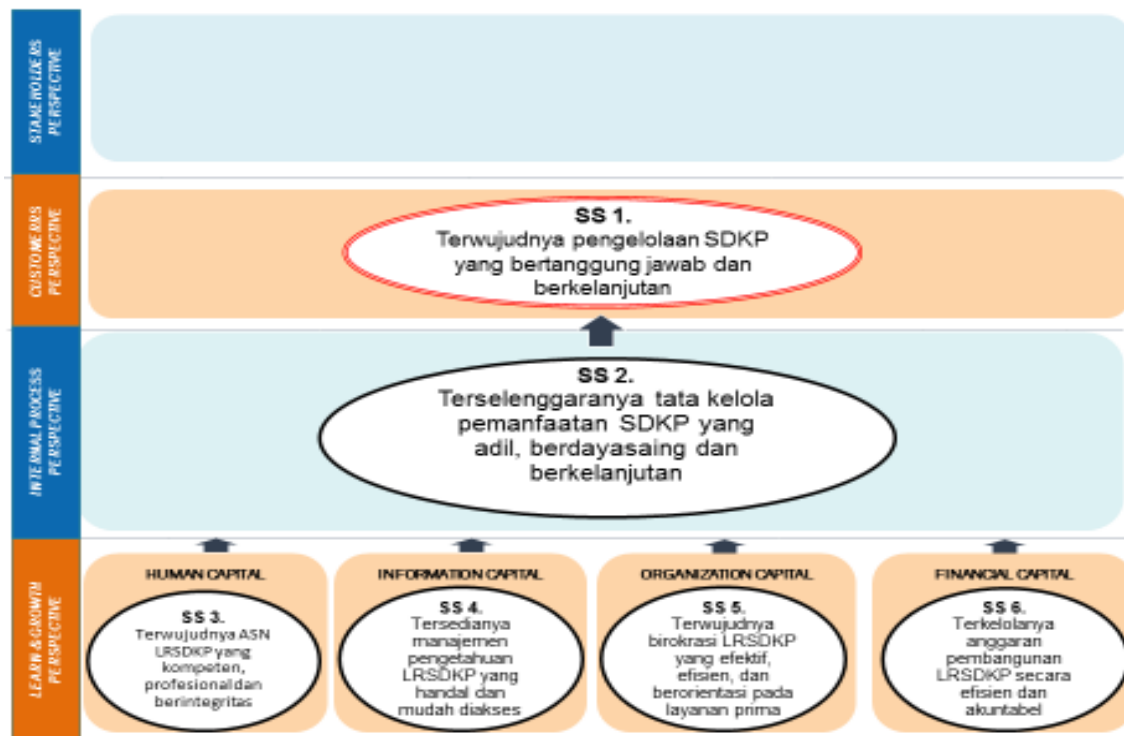 STAKEHOLDERS
PERSPECTIVE
CUSTOMERS
PERSPECTIVE
SS 1.
Terwujudnya pengelolaan SDKP
yang bertanggung jawab dan
berkelanjutan
INTERNAL PROCESS
PERSPECTIVE
SS 2.
Terselenggaranya tata kelola
pemanfaatan SDKP yang
adil, berdayasaing dan
berkelanjutan
LEARN & GROWTH
PERSPECTIVE
HUMAN CAPITAL
SS 3.
Terwujudnya ASN
LRSDKP yang
kompeten,
profesional dan
berintegritas
INFORMATION CAPITAL
SS 4.
Tersedianya
manajemen
pengetahuan
LRSDKP yang
handal dan
mudah diakses
ORGANIZATION CAPITAL
SS 5.
Terwujudnya
birokrasi LRSDKP
yang efektif,
efisien, dan
berorientasi pada
layanan prima
FINANCIAL CAPITAL
SS 6.
Terkelolanya
anggaran
pembangunan
LRSDKP secara
efisien dan
akuntabel